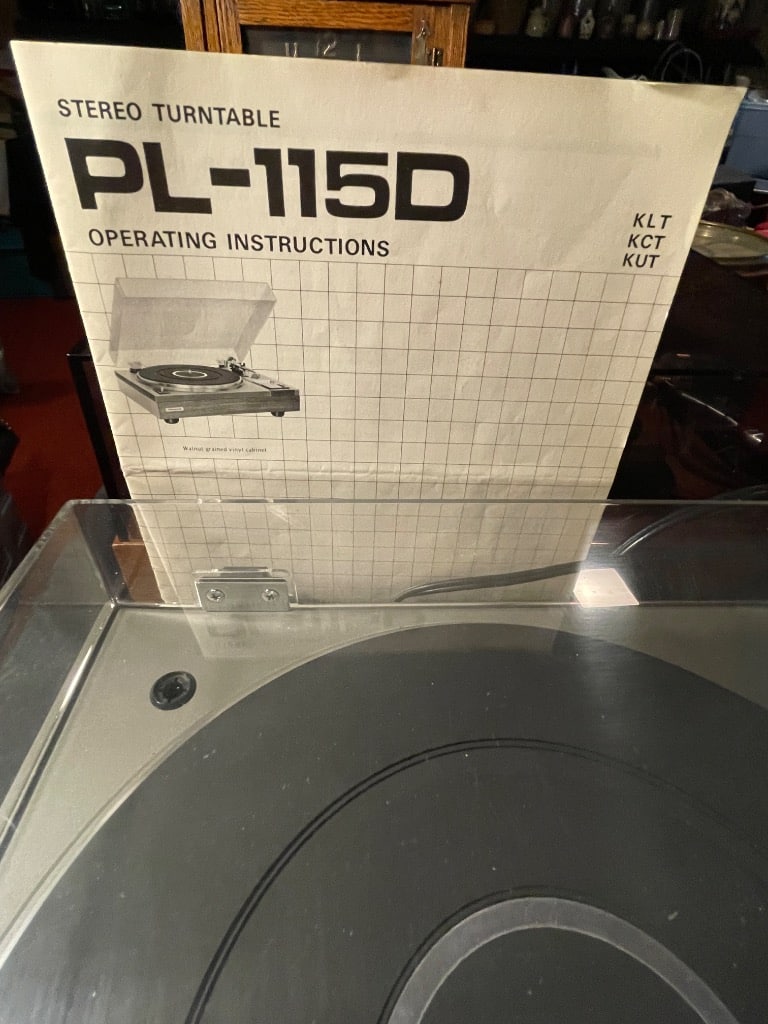 STEREO TURNTABLE
PL-115D
OPERATING INSTRUCTIONS
KLT
KCT
KUT
Walnut grained vinyl cabinet